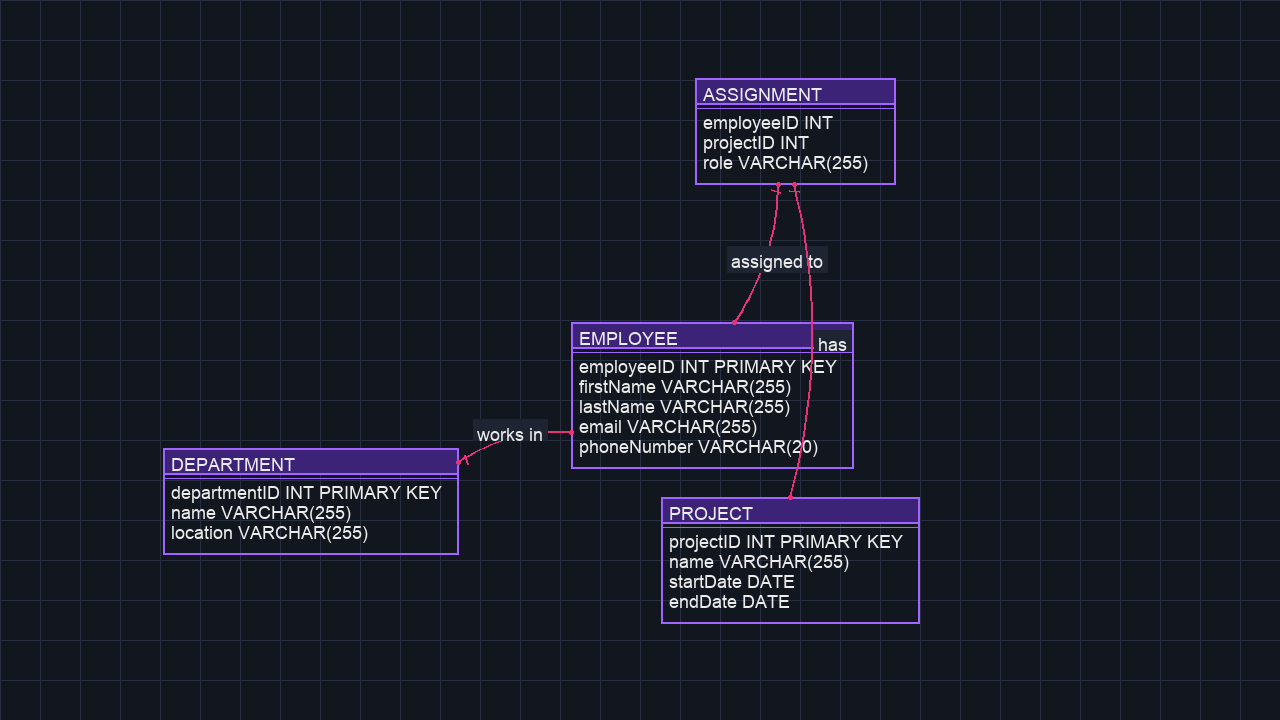 ASSIGNMENT
employeeID INT
projectID INT
role VARCHAR(255)
assigned to
EMPLOYEE
has
employeeID INT PRIMARY KEY
firstName VARCHAR(255)
lastName VARCHAR(255)
email VARCHAR(255)
phoneNumber VARCHAR(20)
works in
DEPARTMENT
departmentID INT PRIMARY KEY
name VARCHAR(255)
location VARCHAR(255)
PROJECT
projectID INT PRIMARY KEY
name VARCHAR(255)
startDate DATE
endDate DATE